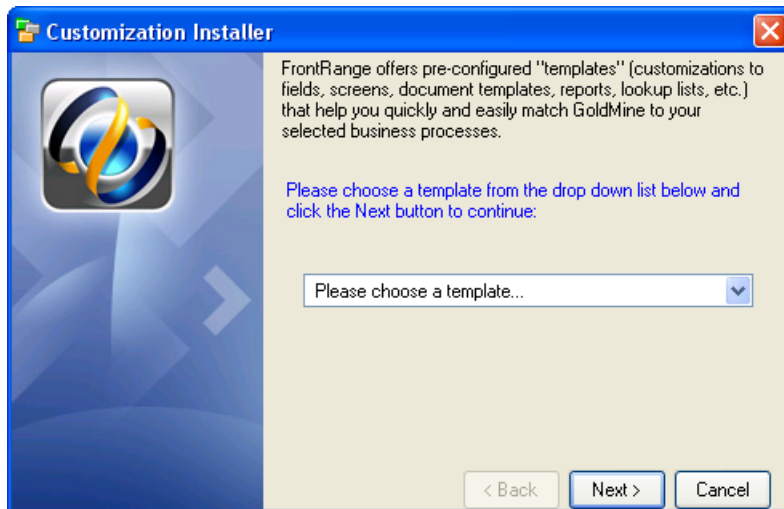 Customization Installer
FrontRange offers pre-configured "templates" (customizations to
fields, screens, document templates, reports, lookup lists, etc.)
that help you quickly and easily match GoldMine to your
selected business processes.
Please choose a template from the drop down list below and
click the Next button to continue:
Please choose a template...
< Back
Next >
Cancel